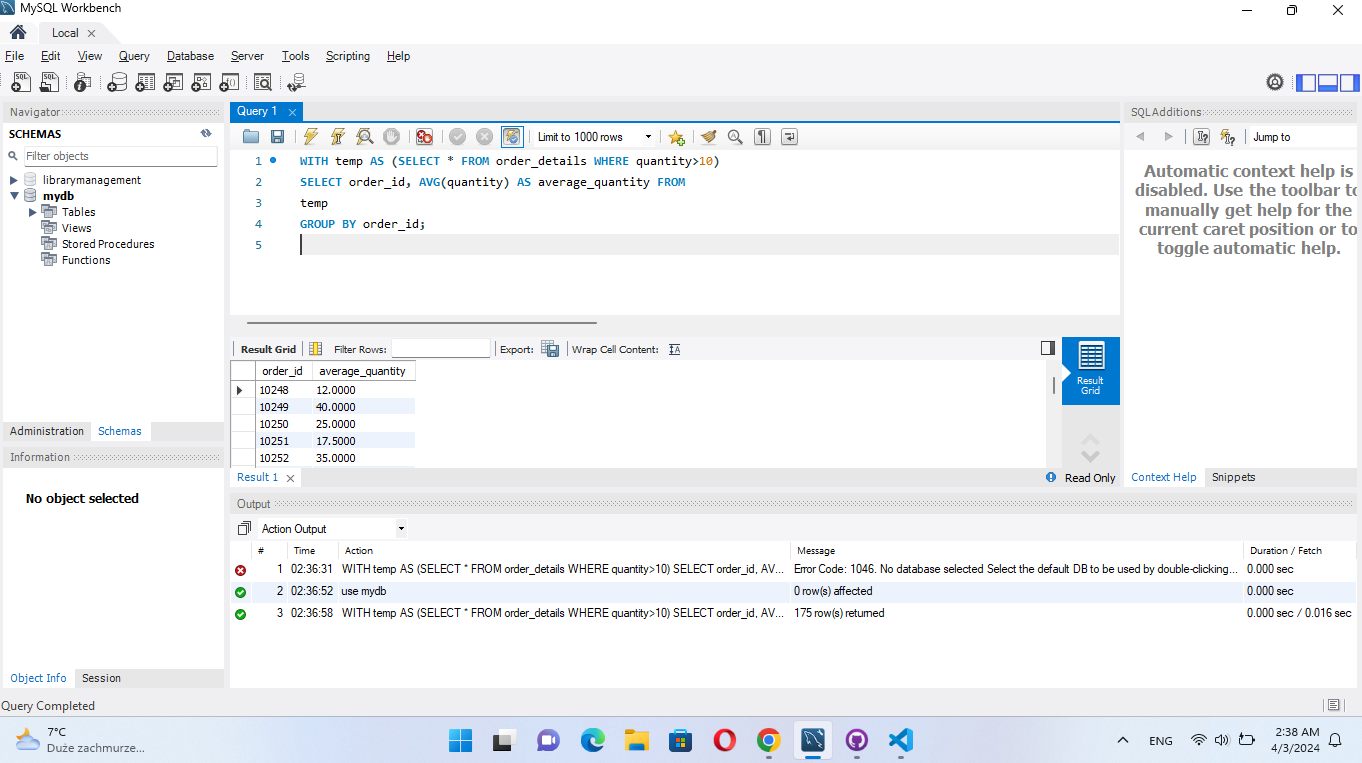 MySQL Workbench
Local
File Edit View Query Database Server Tools Scripting Help
Navigator
SCHEMAS
Filter objects
librarymanagement
mydb
Tables
Views
Stored Procedures
Functions
Administration Schemas
Information
No object selected
Object Info Session
Query 1
Limit to 1000 rows
1 WITH temp AS (SELECT * FROM order_details WHERE quantity>10)
2 SELECT order_id, AVG(quantity) AS average_quantity FROM
3 temp
4 GROUP BY order_id;
5
Result Grid Filter Rows: Export: Wrap Cell Content:
order_id average_quantity
10248 12.0000
10249 40.0000
10250 25.0000
10251 17.5000
10252 35.0000
Result Grid
Result 1
Read Only
SQLAdditions
Jump to
Automatic context help is
disabled. Use the toolbar to
manually get help for the
current caret position or to
toggle automatic help.
Context Help Snippets
Output
Action Output
# Time Action Message Duration / Fetch
1 02:36:31 WITH temp AS (SELECT * FROM order_details WHERE quantity>10) SELECT order_id, AV... Error Code: 1046. No database selected Select the default DB to be used by double-clicking... 0.000 sec
2 02:36:52 use mydb 0 row(s) affected 0.000 sec
3 02:36:58 WITH temp AS (SELECT * FROM order_details WHERE quantity>10) SELECT order_id, AV... 175 row(s) returned 0.000 sec / 0.016 sec
Query Completed
7°C
Duże zachmurze...
ENG
2:38 AM
4/3/2024